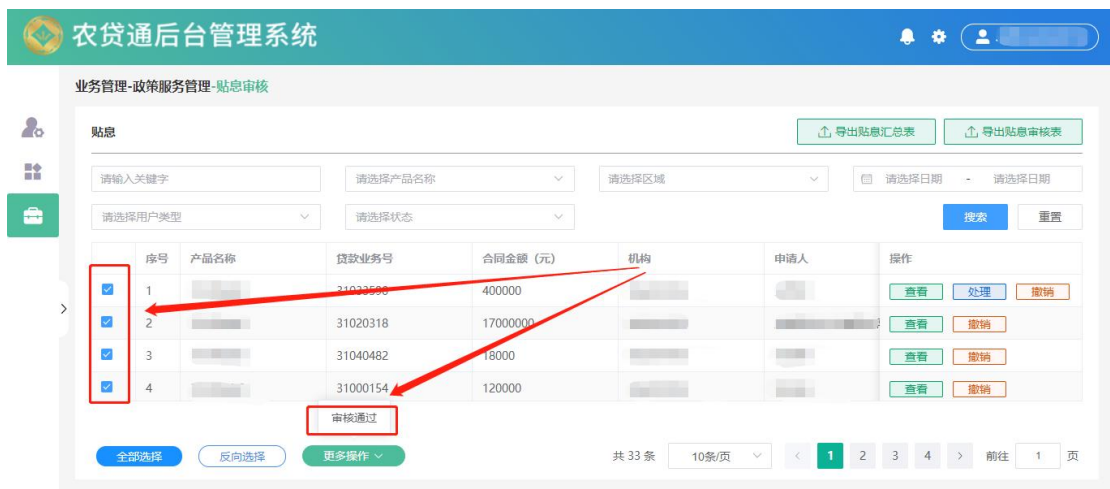 农贷通后台管理系统
业务管理-政策服务管理-贴息审核
贴息 导出贴息汇总表 导出贴息审核表
请输入关键字 请选择产品名称 请选择区域 请选择日期 - 请选择日期
请选择用户类型 请选择状态 搜索 重置
序号 产品名称 贷款业务号 合同金额（元） 机构 申请人 操作
1 400000 查看 处理 撤销
2 31020318 17000000 查看 撤销
3 31040482 18000 查看 撤销
4 31000154 120000 查看 撤销
审核通过
全部选择 反向选择 更多操作 共 33 条 10条/页 < 1 2 3 4 > 前往 1 页